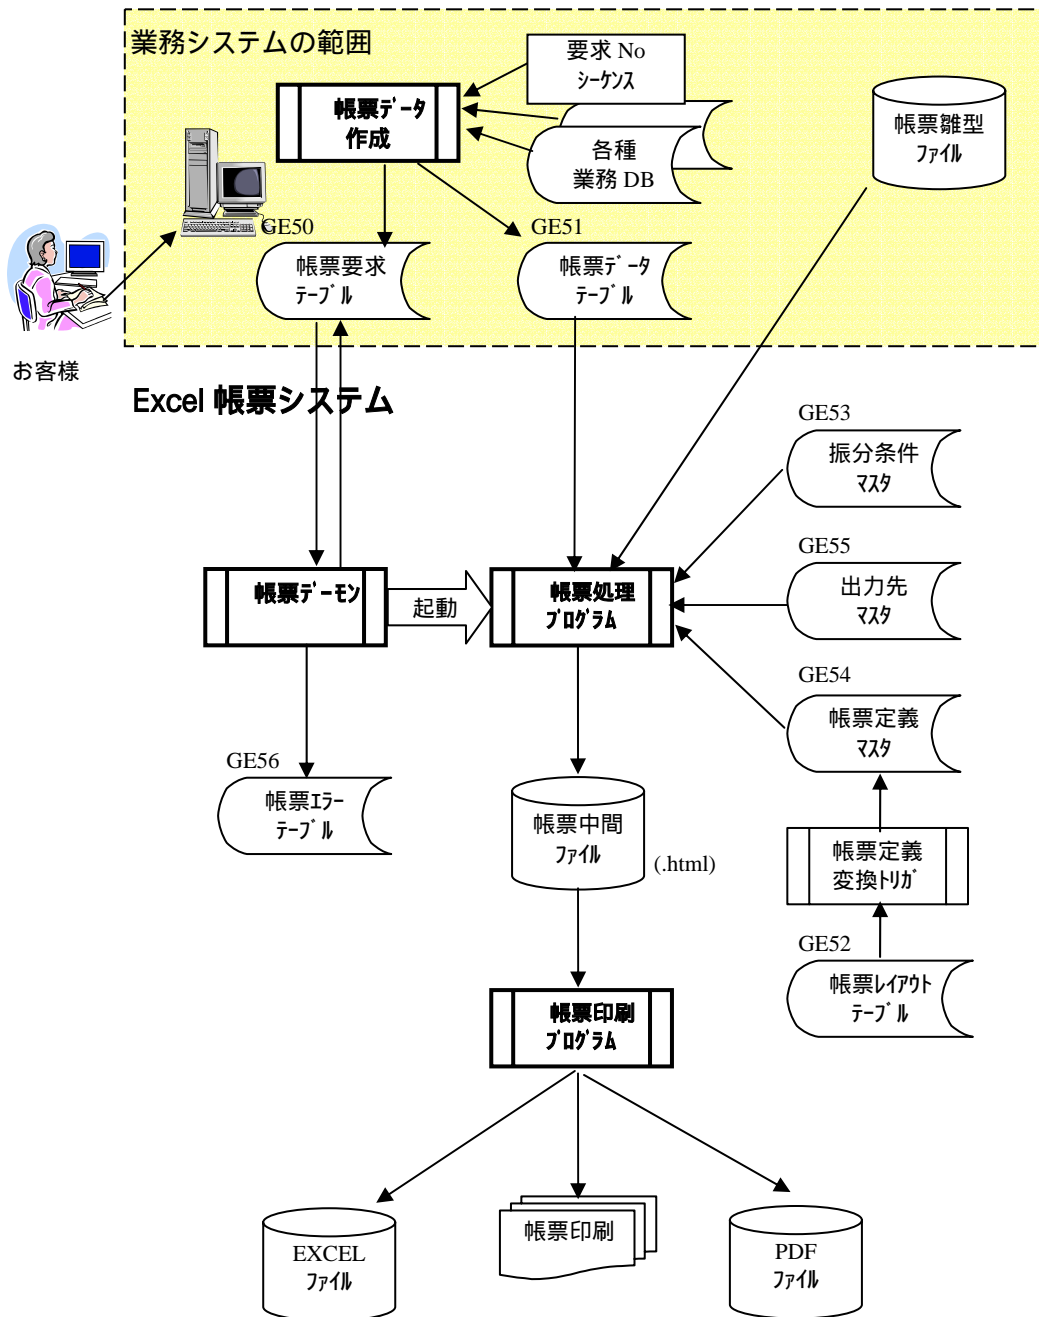 業務システムの範囲
要求 No
ｼｰｹﾝｽ
帳票ﾃﾞｰﾀ
作成
各種
業務 DB
帳票雛型
ﾌｧｲﾙ
GE50
帳票要求
ﾃｰﾌﾞﾙ
GE51
帳票ﾃﾞｰﾀ
ﾃｰﾌﾞﾙ
お客様
Excel 帳票システム
GE53
振分条件
ﾏｽﾀ
帳票ﾃﾞｰﾓﾝ
起動
帳票処理
ﾌﾟﾛｸﾞﾗﾑ
GE55
出力先
ﾏｽﾀ
GE54
帳票定義
ﾏｽﾀ
GE56
帳票ｴﾗｰ
ﾃｰﾌﾞﾙ
帳票中間
ﾌｧｲﾙ
(.html)
帳票定義
変換ﾄﾘｶﾞ
GE52
帳票ﾚｲｱｳﾄ
ﾃｰﾌﾞﾙ
帳票印刷
ﾌﾟﾛｸﾞﾗﾑ
EXCEL
ﾌｧｲﾙ
帳票印刷
PDF
ﾌｧｲﾙ